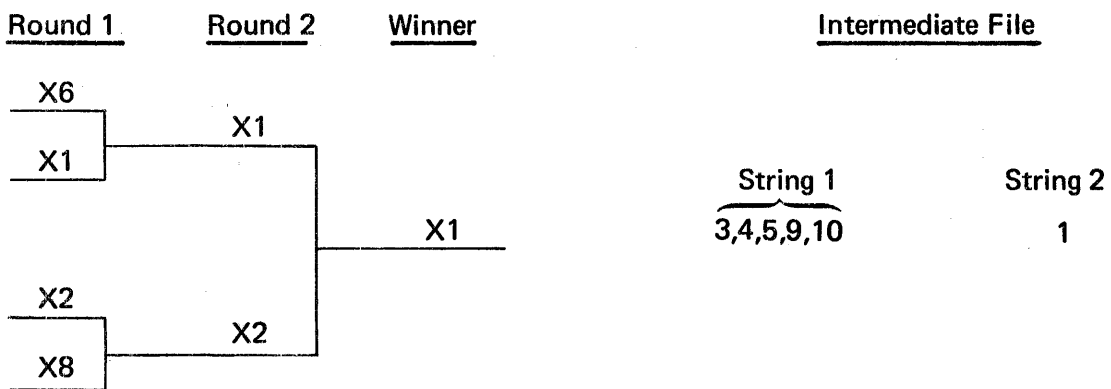 Round 1 Round 2 Winner Intermediate File
X6
X1
X1
String 1 String 2
X1 3,4,5,9,10 1
X2
X2
X8